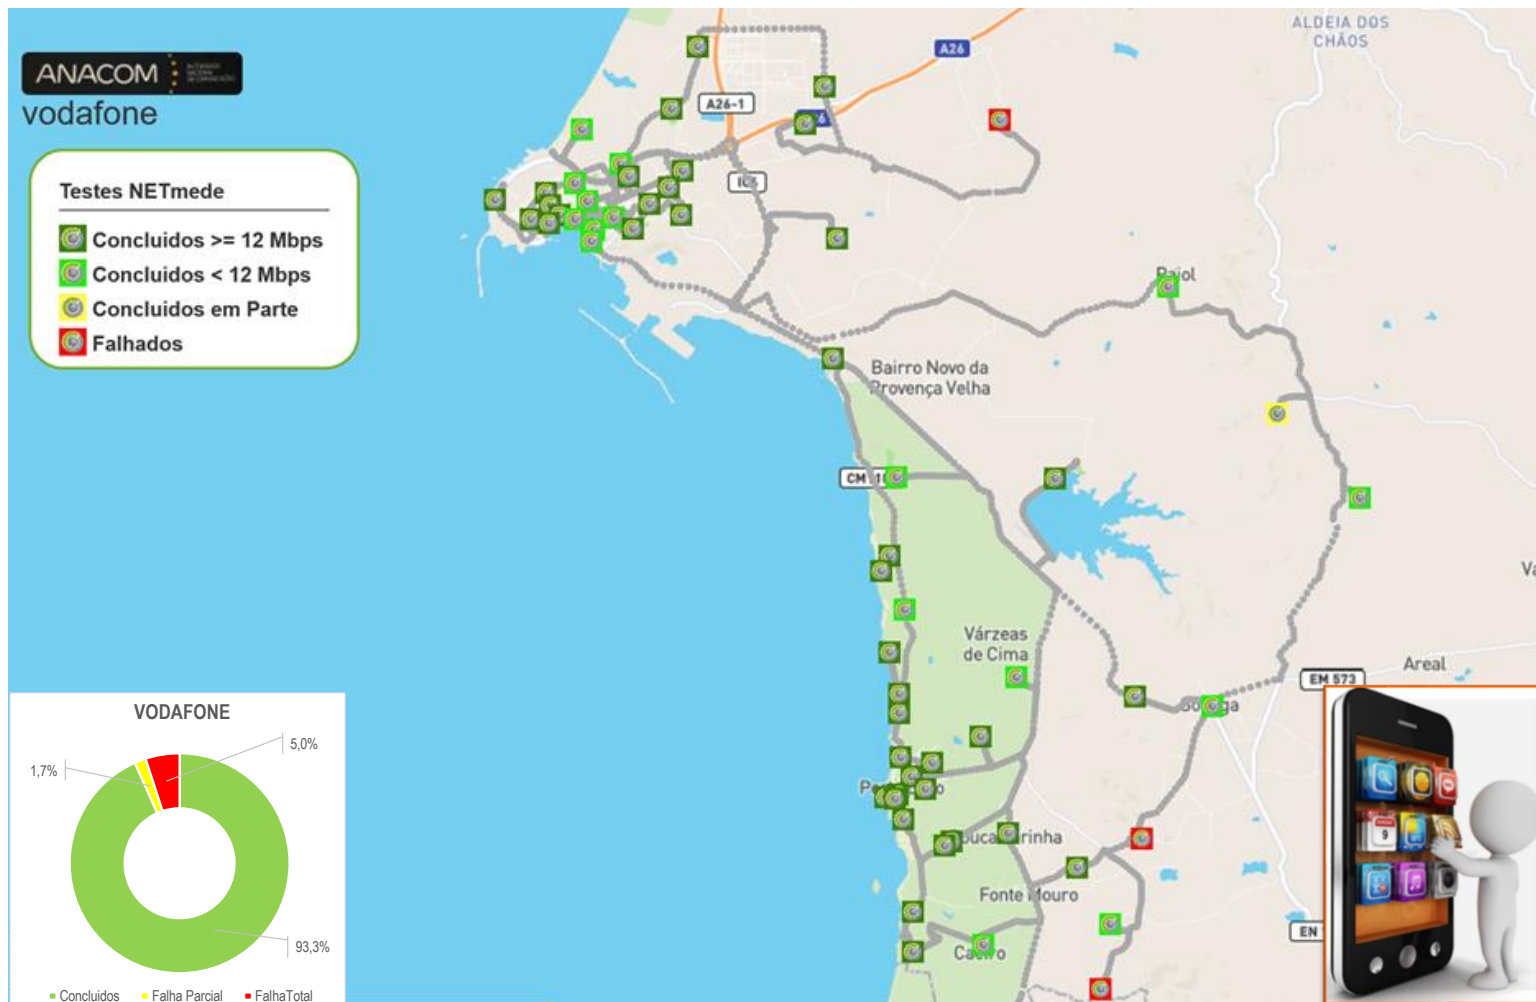 ANACOM
vodafone
Testes NETmede
Concluidos >= 12 Mbps
Concluidos < 12 Mbps
Concluidos em Parte
Falhados
ALDEIA DOS
CHÃOS
A26
A26-1
Bairro Novo da
Provença Velha
Várzeas
de Cima
Areal
EM 573
Fonte Mouro
EN
VODAFONE
5,0%
1,7%
93,3%
Concluidos
Falha Parcial
FalhaTotal
9